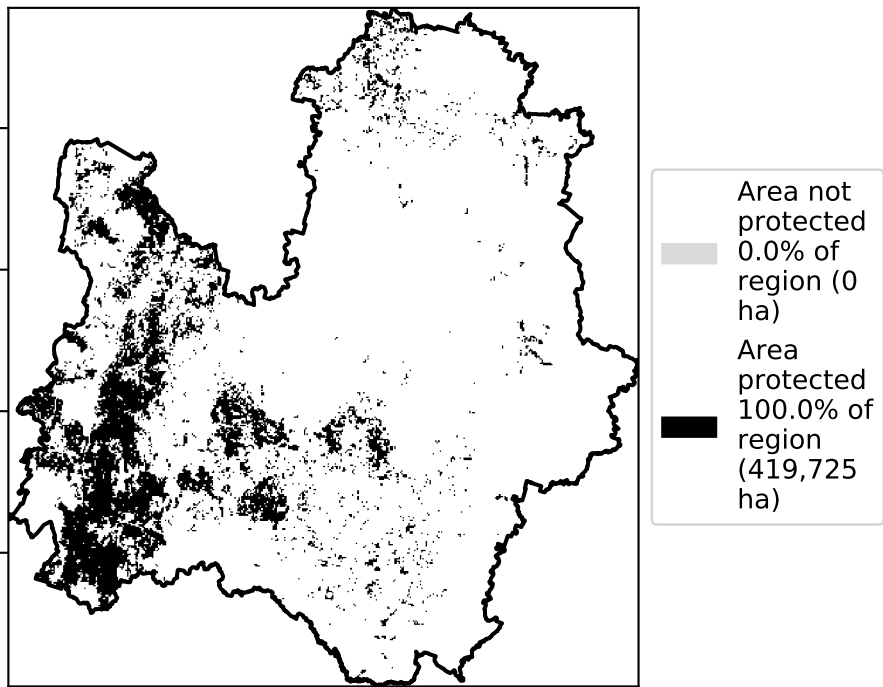 Area not
protected
0.0% of
region (0
ha)
Area
protected
100.0% of
region
(419,725
ha)